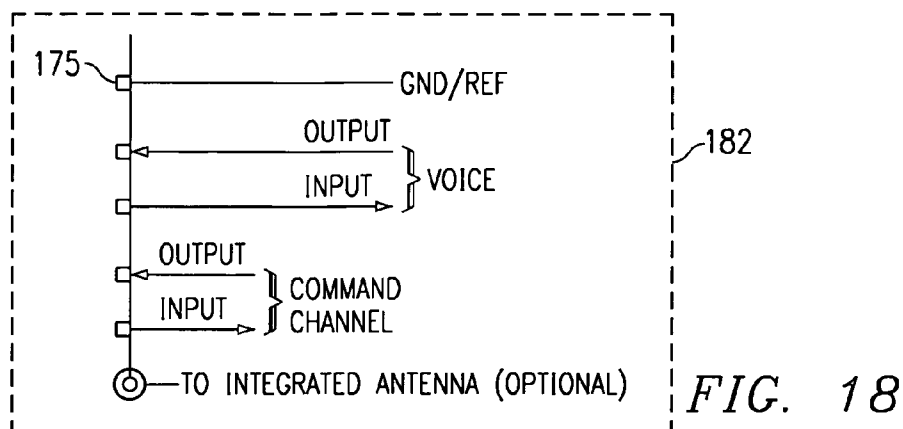 175
GND/REF
OUTPUT
182
INPUT
VOICE
OUTPUT
INPUT
COMMAND
CHANNEL
TO INTEGRATED ANTENNA (OPTIONAL)
FIG. 18